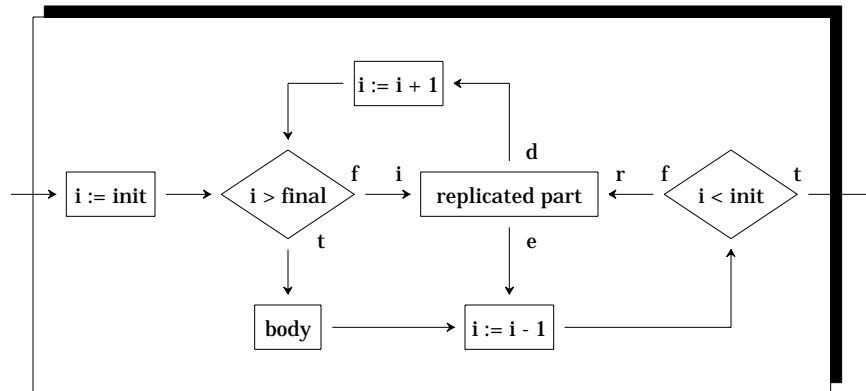 i := i + 1
d
i := init
i > final
f
i
replicated part
r
f
i < init
t
t
e
body
i := i - 1